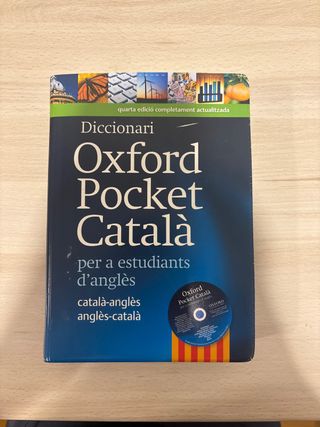 quarta edició completament actualitzada
Diccionari
Oxford
Pocket
Català
per a estudiants
d'anglès
català-anglès
anglès-català
Oxford
Pocket Català